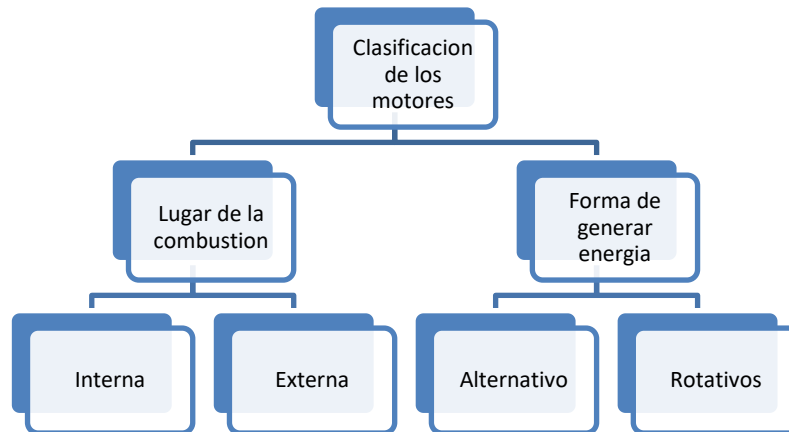 Clasificacion
de los
motores
Lugar de la
combustion
Forma de
generar
energia
Interna
Externa
Alternativo
Rotativos